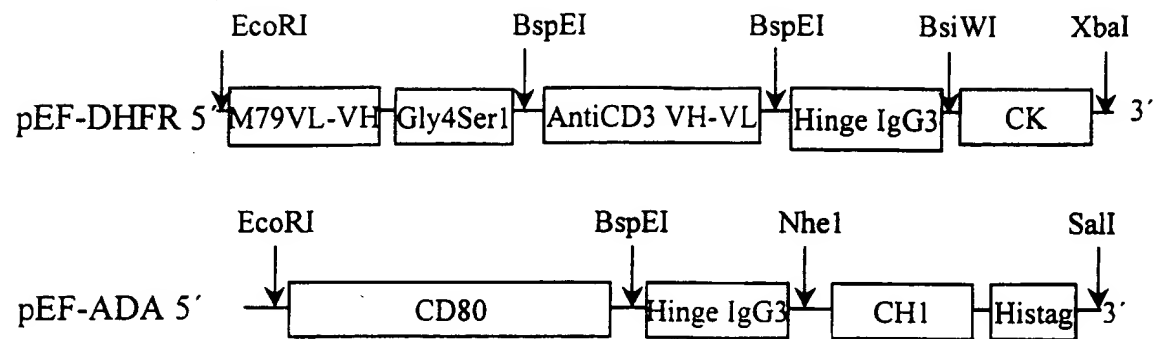 EcoRI BspEI BspEI BsiWI XbaI
pEF-DHFR 5´ M79VL-VH Gly4Ser1 AntiCD3 VH-VL Hinge IgG3 CK 3´
EcoRI BspEI Nhe1 SalI
pEF-ADA 5´ CD80 Hinge IgG3 CH1 Histag 3´